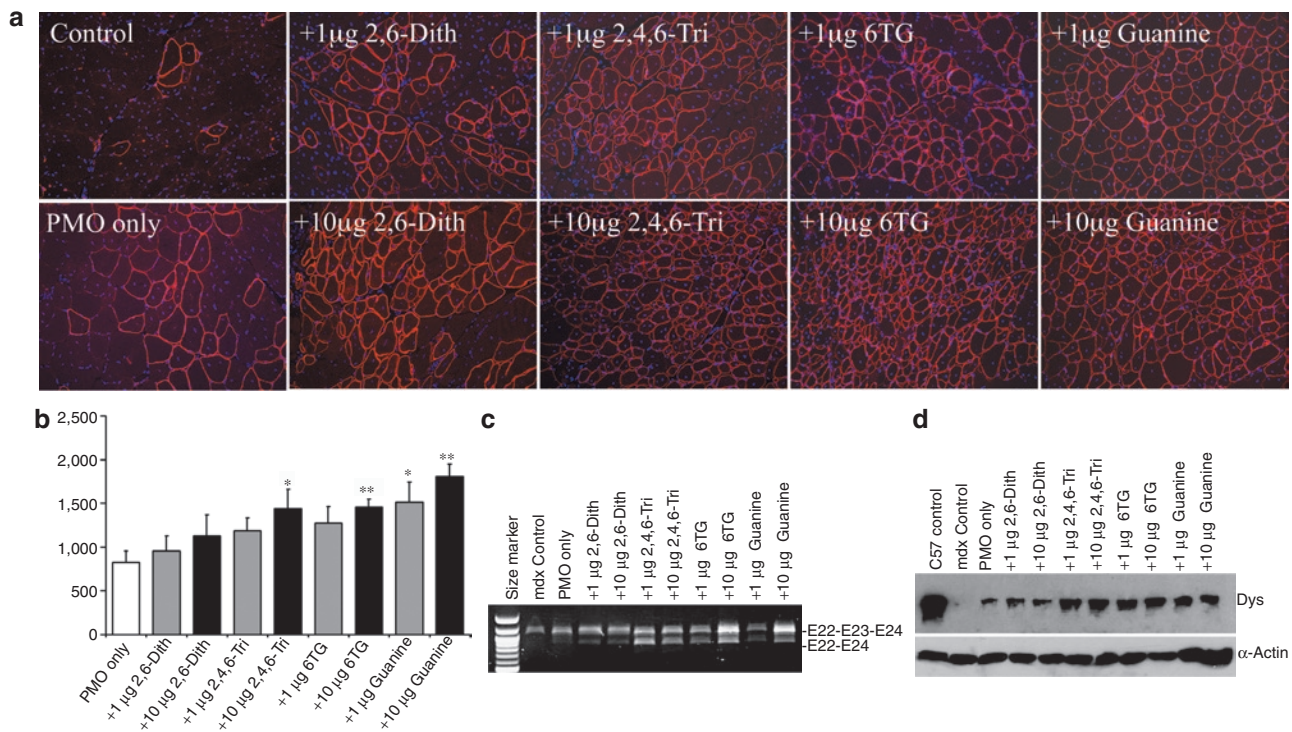 a
Control
+1µg 2,6-Dith
+1µg 2,4,6-Tri
+1µg 6TG
+1µg Guanine
PMO only
+10µg 2,6-Dith
+10µg 2,4,6-Tri
+10µg 6TG
+10µg Guanine
b
2,500
2,000
1,500
1,000
500
0
*
**
*
**
PMO only
+1 µg 2,6-Dith
+10 µg 2,6-Dith
+1 µg 2,4,6-Tri
+10 µg 2,4,6-Tri
+1 µg 6TG
+10 µg 6TG
+1 µg Guanine
+10 µg Guanine
c
Size marker
mdx Control
PMO only
+1 µg 2,6-Dith
+10 µg 2,6-Dith
+1 µg 2,4,6-Tri
+10 µg 2,4,6-Tri
+1 µg 6TG
+10 µg 6TG
+1 µg Guanine
+10 µg Guanine
-E22-E23-E24
-E22-E24
d
C57 control
mdx Control
PMO only
+1 µg 2,6-Dith
+10 µg 2,6-Dith
+1 µg 2,4,6-Tri
+10 µg 2,4,6-Tri
+1 µg 6TG
+10 µg 6TG
+1 µg Guanine
+10 µg Guanine
Dys
α-Actin